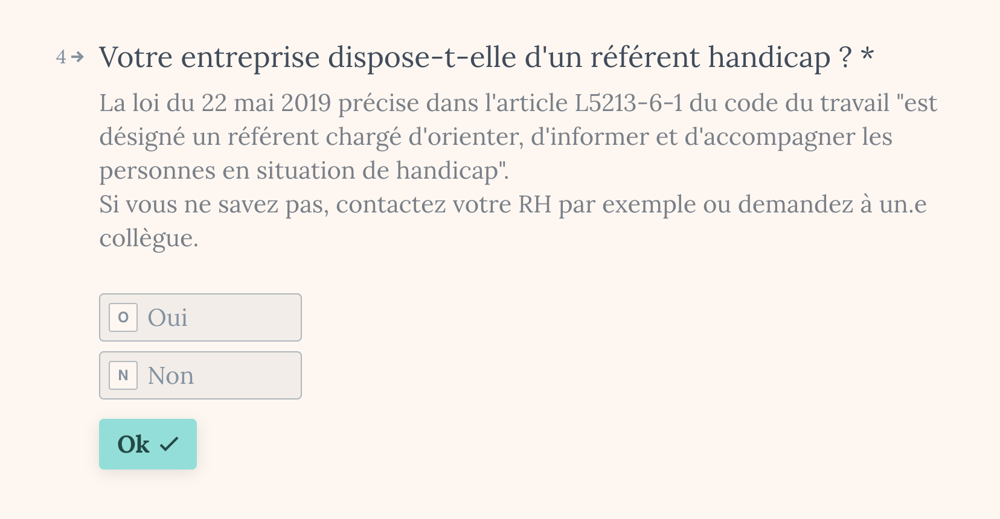 4→ Votre entreprise dispose-t-elle d'un référent handicap ? *
La loi du 22 mai 2019 précise dans l'article L5213-6-1 du code du travail "est
désigné un référent chargé d'orienter, d'informer et d'accompagner les
personnes en situation de handicap".
Si vous ne savez pas, contactez votre RH par exemple ou demandez à un.e
collègue.
O Oui
N Non
Ok ✓